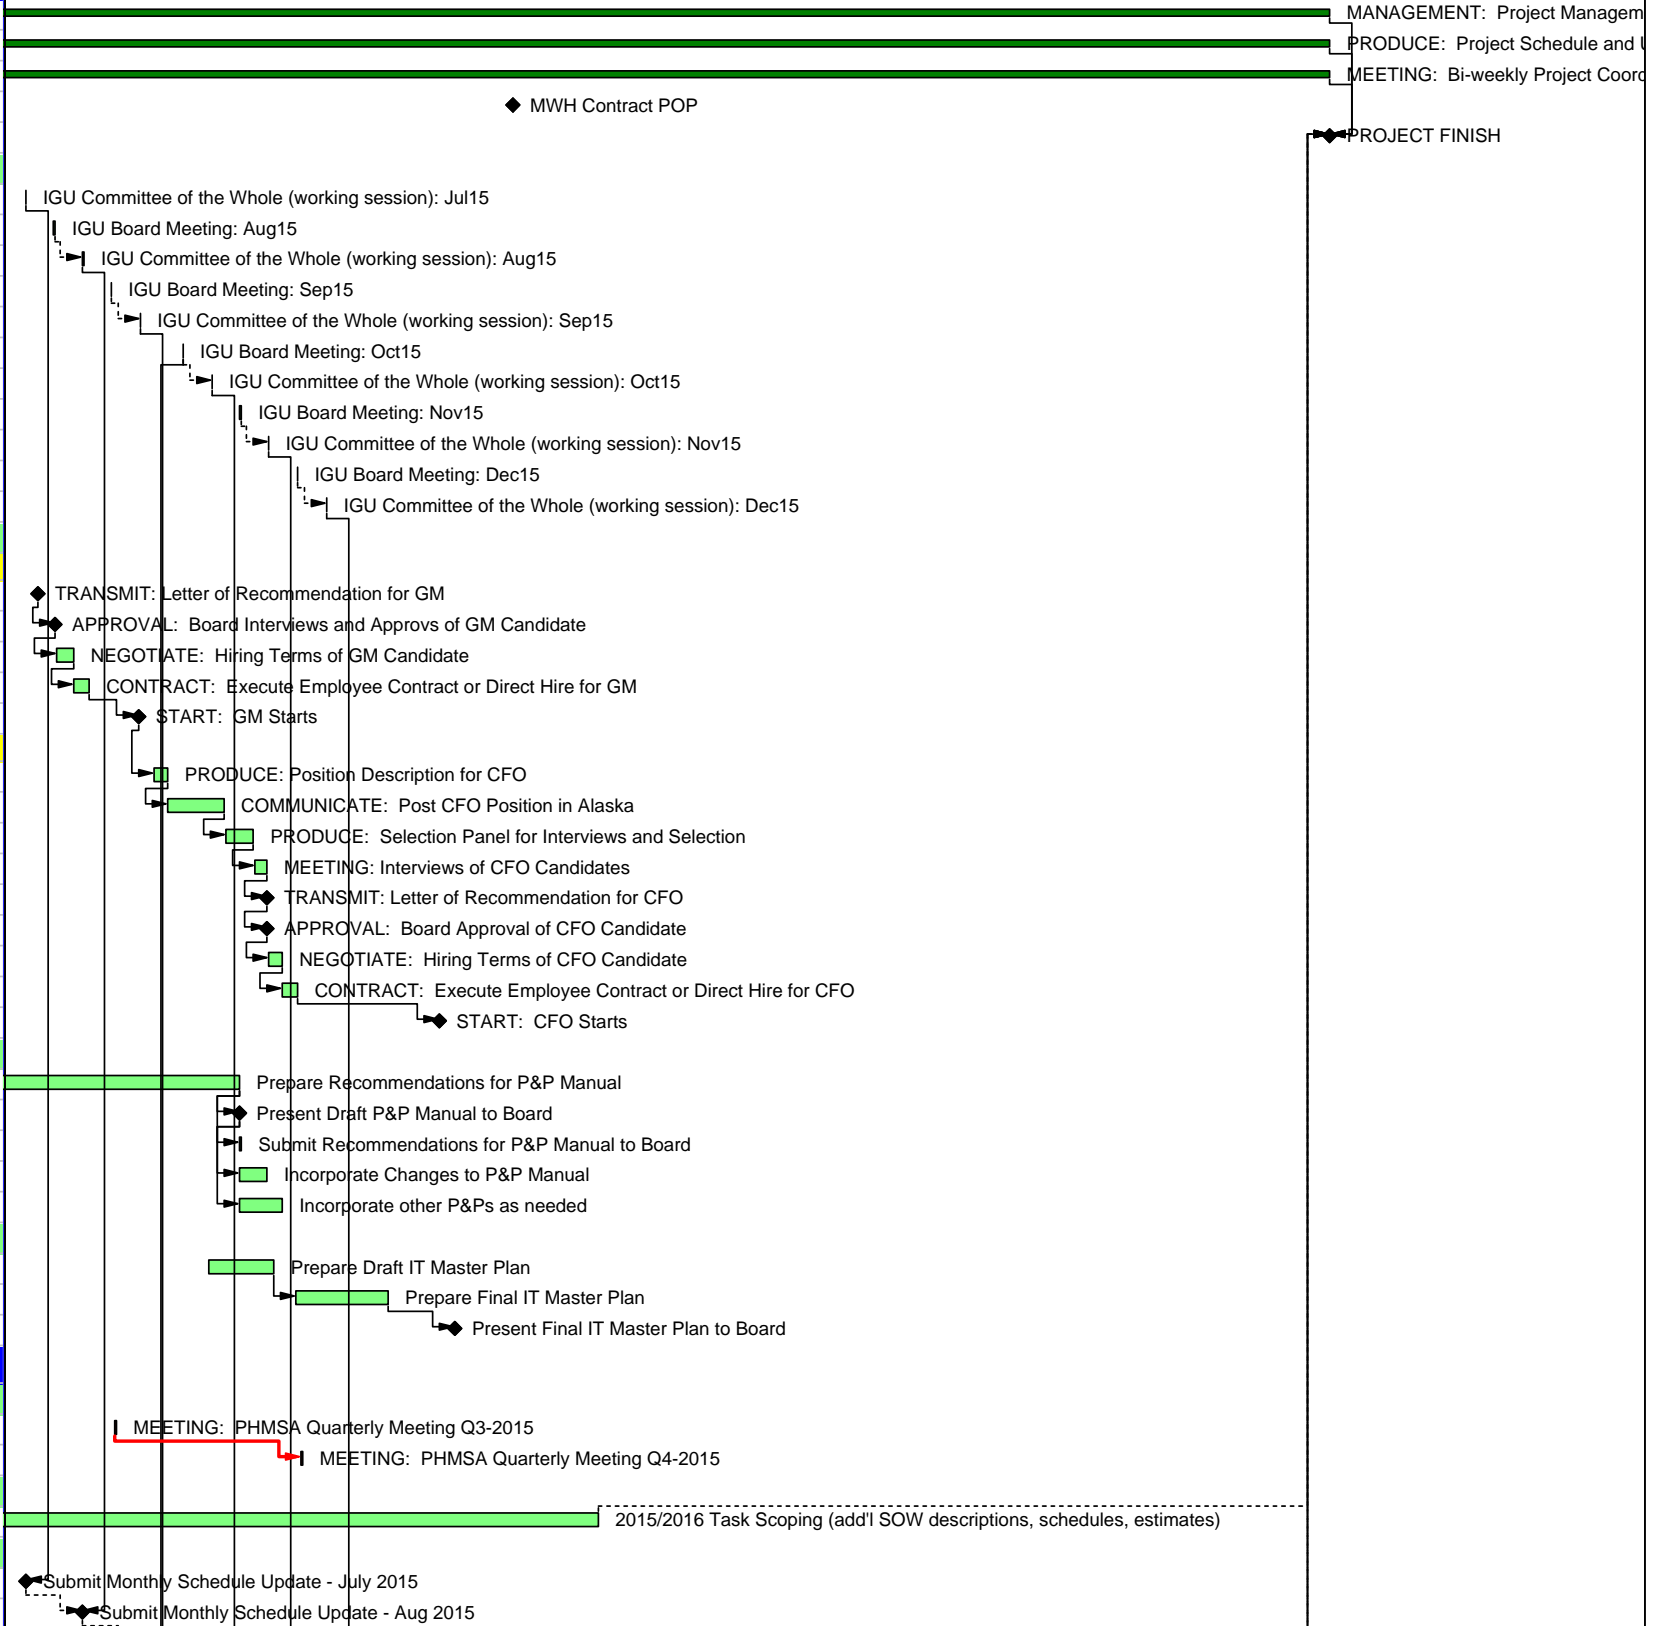 MANAGEMENT: Project Managem
PRODUCE: Project Schedule and
MEETING: Bi-weekly Project Coord
MWH Contract POP
PROJECT FINISH
IGU Committee of the Whole (working session): Jul15
IGU Board Meeting: Aug15
IGU Committee of the Whole (working session): Aug15
IGU Board Meeting: Sep15
IGU Committee of the Whole (working session): Sep15
IGU Board Meeting: Oct15
IGU Committee of the Whole (working session): Oct15
IGU Board Meeting: Nov15
IGU Committee of the Whole (working session): Nov15
IGU Board Meeting: Dec15
IGU Committee of the Whole (working session): Dec15
TRANSMIT: Letter of Recommendation for GM
APPROVAL: Board Interviews and Approvs of GM Candidate
NEGOTIATE: Hiring Terms of GM Candidate
CONTRACT: Execute Employee Contract or Direct Hire for GM
START: GM Starts
PRODUCE: Position Description for CFO
COMMUNICATE: Post CFO Position in Alaska
PRODUCE: Selection Panel for Interviews and Selection
MEETING: Interviews of CFO Candidates
TRANSMIT: Letter of Recommendation for CFO
APPROVAL: Board Approval of CFO Candidate
NEGOTIATE: Hiring Terms of CFO Candidate
CONTRACT: Execute Employee Contract or Direct Hire for CFO
START: CFO Starts
Prepare Recommendations for P&P Manual
Present Draft P&P Manual to Board
Submit Recommendations for P&P Manual to Board
Incorporate Changes to P&P Manual
Incorporate other P&Ps as needed
Prepare Draft IT Master Plan
Prepare Final IT Master Plan
Present Final IT Master Plan to Board
MEETING: PHMSA Quarterly Meeting Q3-2015
MEETING: PHMSA Quarterly Meeting Q4-2015
2015/2016 Task Scoping (add'l SOW descriptions, schedules, estimates)
Submit Monthly Schedule Update - July 2015
Submit Monthly Schedule Update - Aug 2015